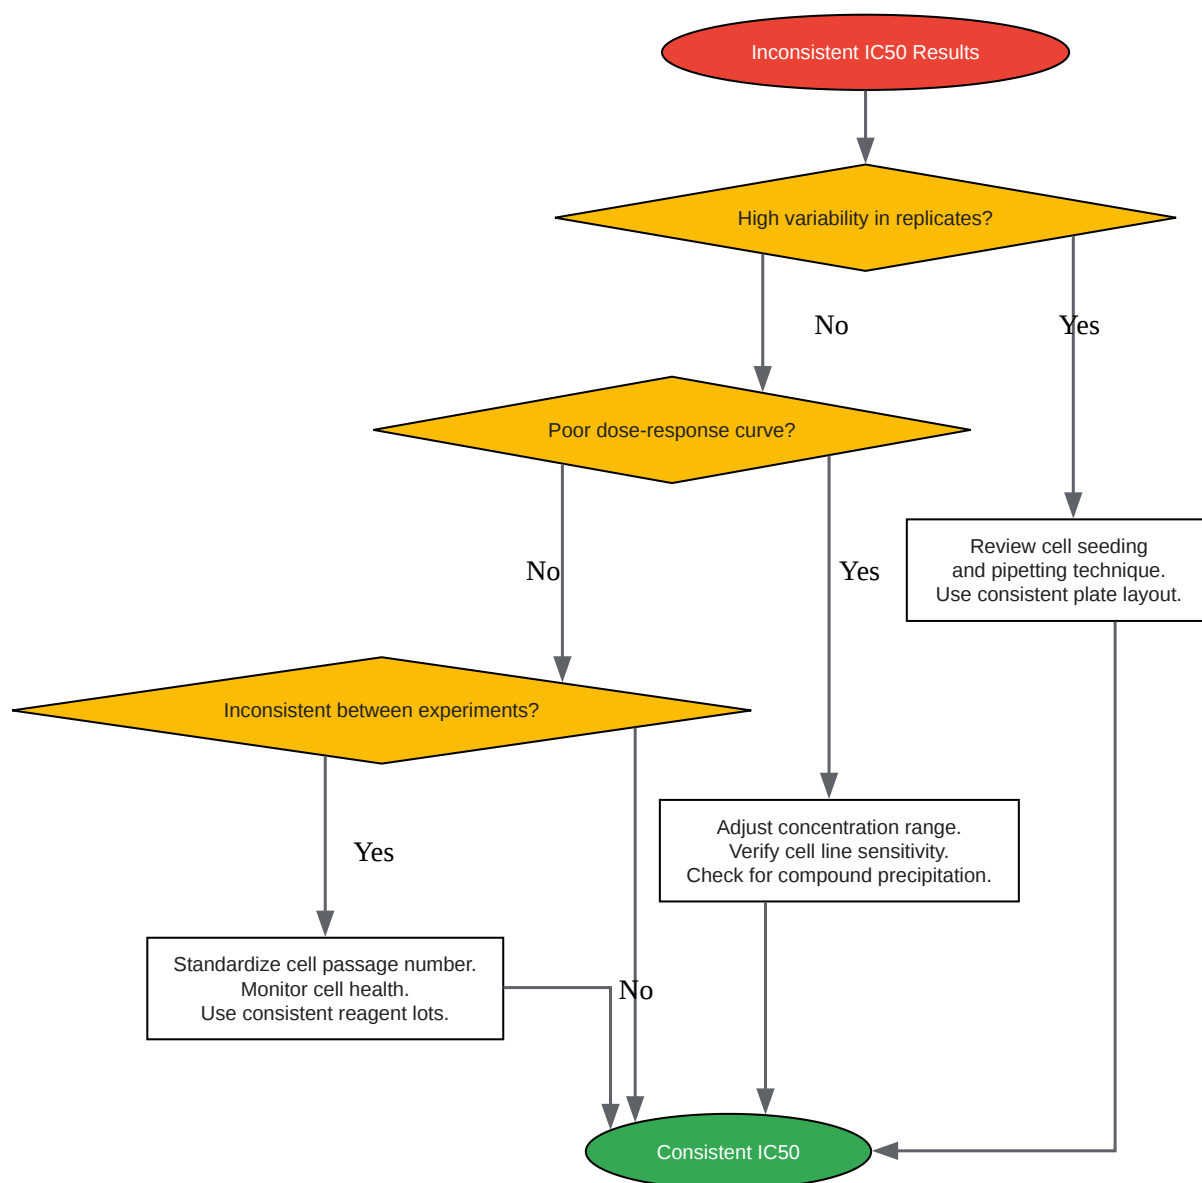 Inconsistent IC50 Results
High variability in replicates?
No
Yes
Poor dose-response curve?
No
Yes
Review cell seeding
and pipetting technique.
Use consistent plate layout.
Inconsistent between experiments?
Adjust concentration range.
Verify cell line sensitivity.
Check for compound precipitation.
Yes
Standardize cell passage number.
Monitor cell health.
Use consistent reagent lots.
No
Consistent IC50